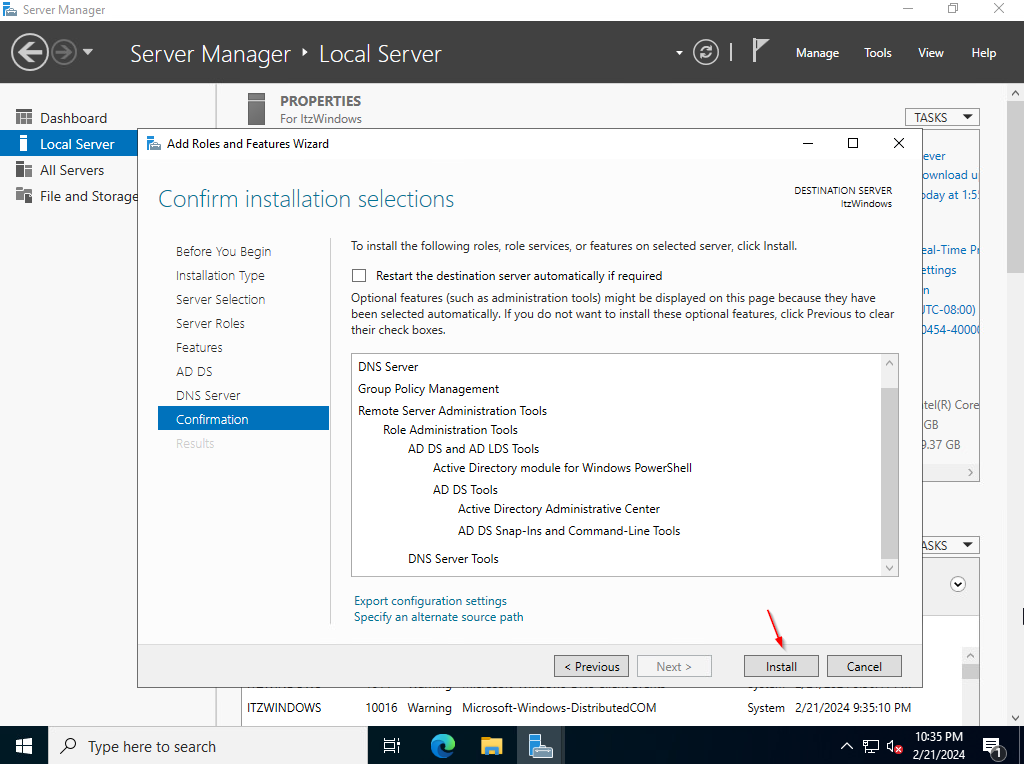 Server Manager
Server Manager ‣ Local Server
Manage Tools View Help
Dashboard
Local Server
All Servers
File and Storage
PROPERTIES
For ItzWindows
TASKS
Add Roles and Features Wizard
Confirm installation selections
DESTINATION SERVER
ItzWindows
Before You Begin
Installation Type
Server Selection
Server Roles
Features
AD DS
DNS Server
Confirmation
Results
To install the following roles, role services, or features on selected server, click Install.
Restart the destination server automatically if required
Optional features (such as administration tools) might be displayed on this page because they have
been selected automatically. If you do not want to install these optional features, click Previous to clear
their check boxes.
DNS Server
Group Policy Management
Remote Server Administration Tools
Role Administration Tools
AD DS and AD LDS Tools
Active Directory module for Windows PowerShell
AD DS Tools
Active Directory Administrative Center
AD DS Snap-Ins and Command-Line Tools
DNS Server Tools
Export configuration settings
Specify an alternate source path
< Previous Next > Install Cancel
ever
ownload u
oday at 1:5
eal-Time Pr
ettings
n
UTC-08:00)
0454-40000
ntel(R) Core
GB
9.37 GB
ASKS
ITZWINDOWS 10016 Warning Microsoft-Windows-DistributedCOM System 2/21/2024 9:35:10 PM
Type here to search
10:35 PM
2/21/2024
1